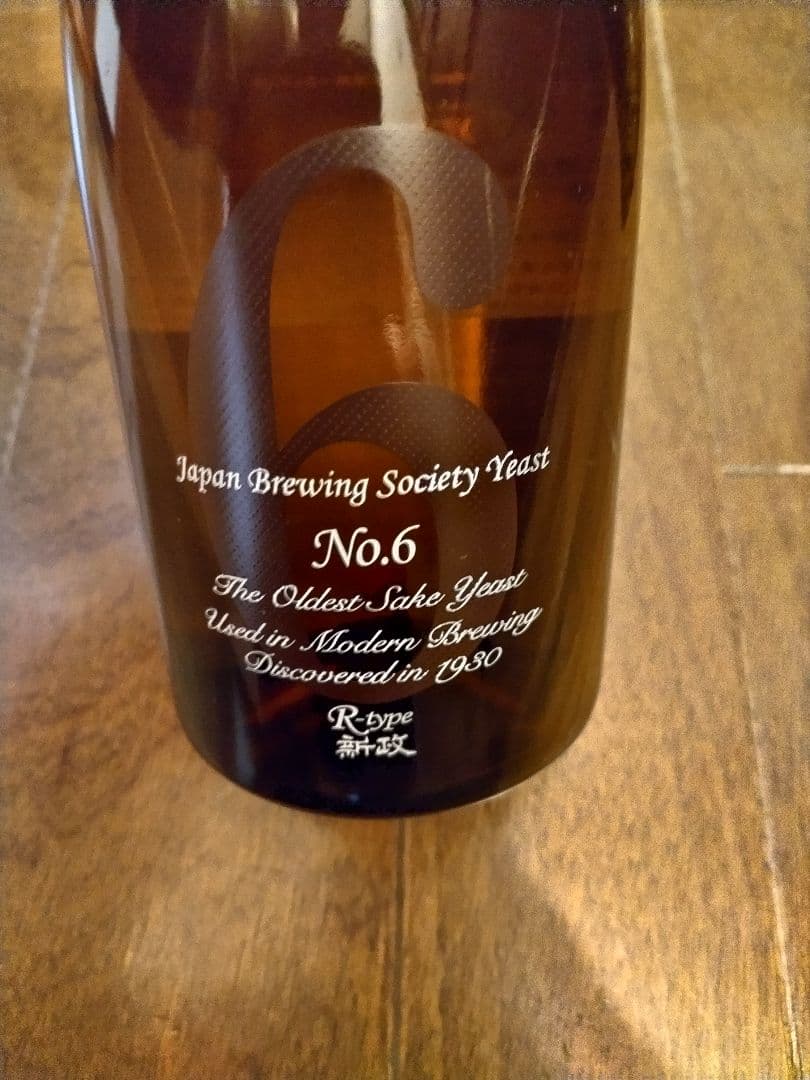 6
Japan Brewing Society Yeast
No.6
The Oldest Sake Yeast
Used in Modern Brewing
Discovered in 1930
R-type
新政